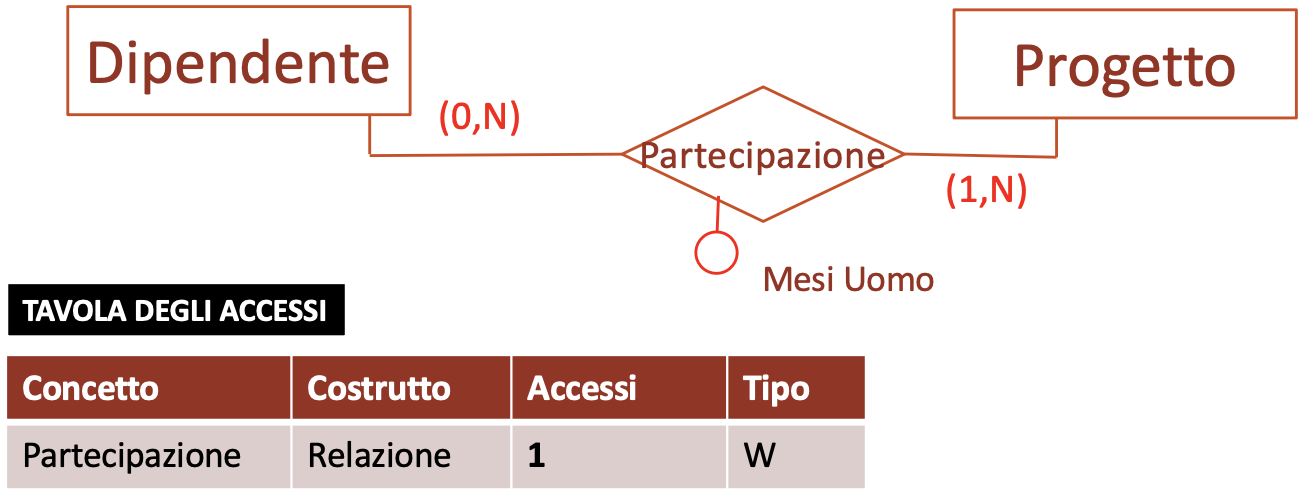 Dipendente
Progetto
(0,N)
Partecipazione
(1,N)
Mesi Uomo
TAVOLA DEGLI ACCESSI
Concetto Costrutto Accessi Tipo
Partecipazione Relazione 1 W